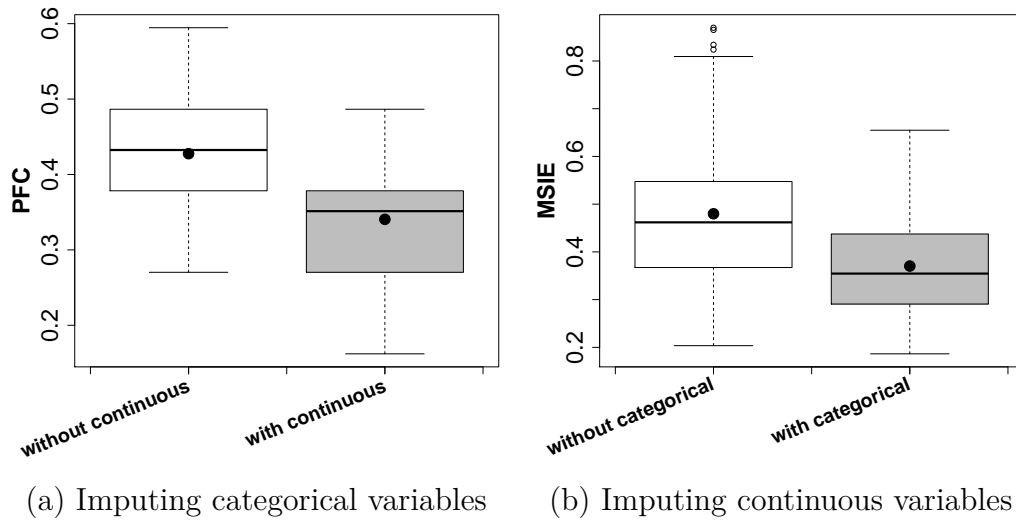 PFC
0.6
0.5
0.4
0.3
0.2
without continuous
with continuous
MSIE
0.8
0.6
0.4
0.2
without categorical
with categorical
(a) Imputing categorical variables
(b) Imputing continuous variables